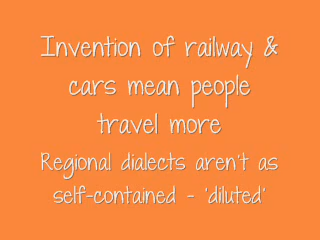 Invention of railway &
cars mean people
travel more
Regional dialects aren't as
self-contained - 'diluted'